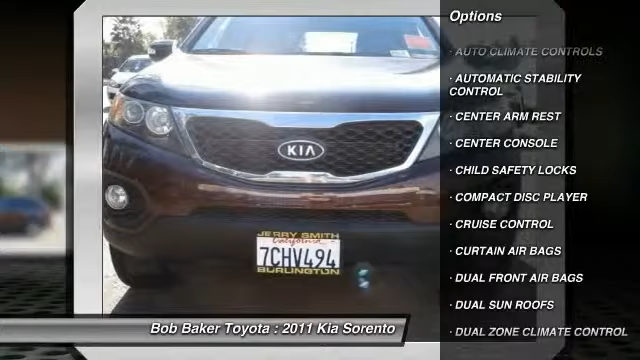 Options
· AUTO CLIMATE CONTROLS
· AUTOMATIC STABILITY
CONTROL
· CENTER ARM REST
· CENTER CONSOLE
· CHILD SAFETY LOCKS
· COMPACT DISC PLAYER
· CRUISE CONTROL
· CURTAIN AIR BAGS
· DUAL FRONT AIR BAGS
· DUAL SUN ROOFS
· DUAL ZONE CLIMATE CONTROL
KIA
JERRY SMITH
California
7CHV494
BURLINGTON
Bob Baker Toyota : 2011 Kia Sorento